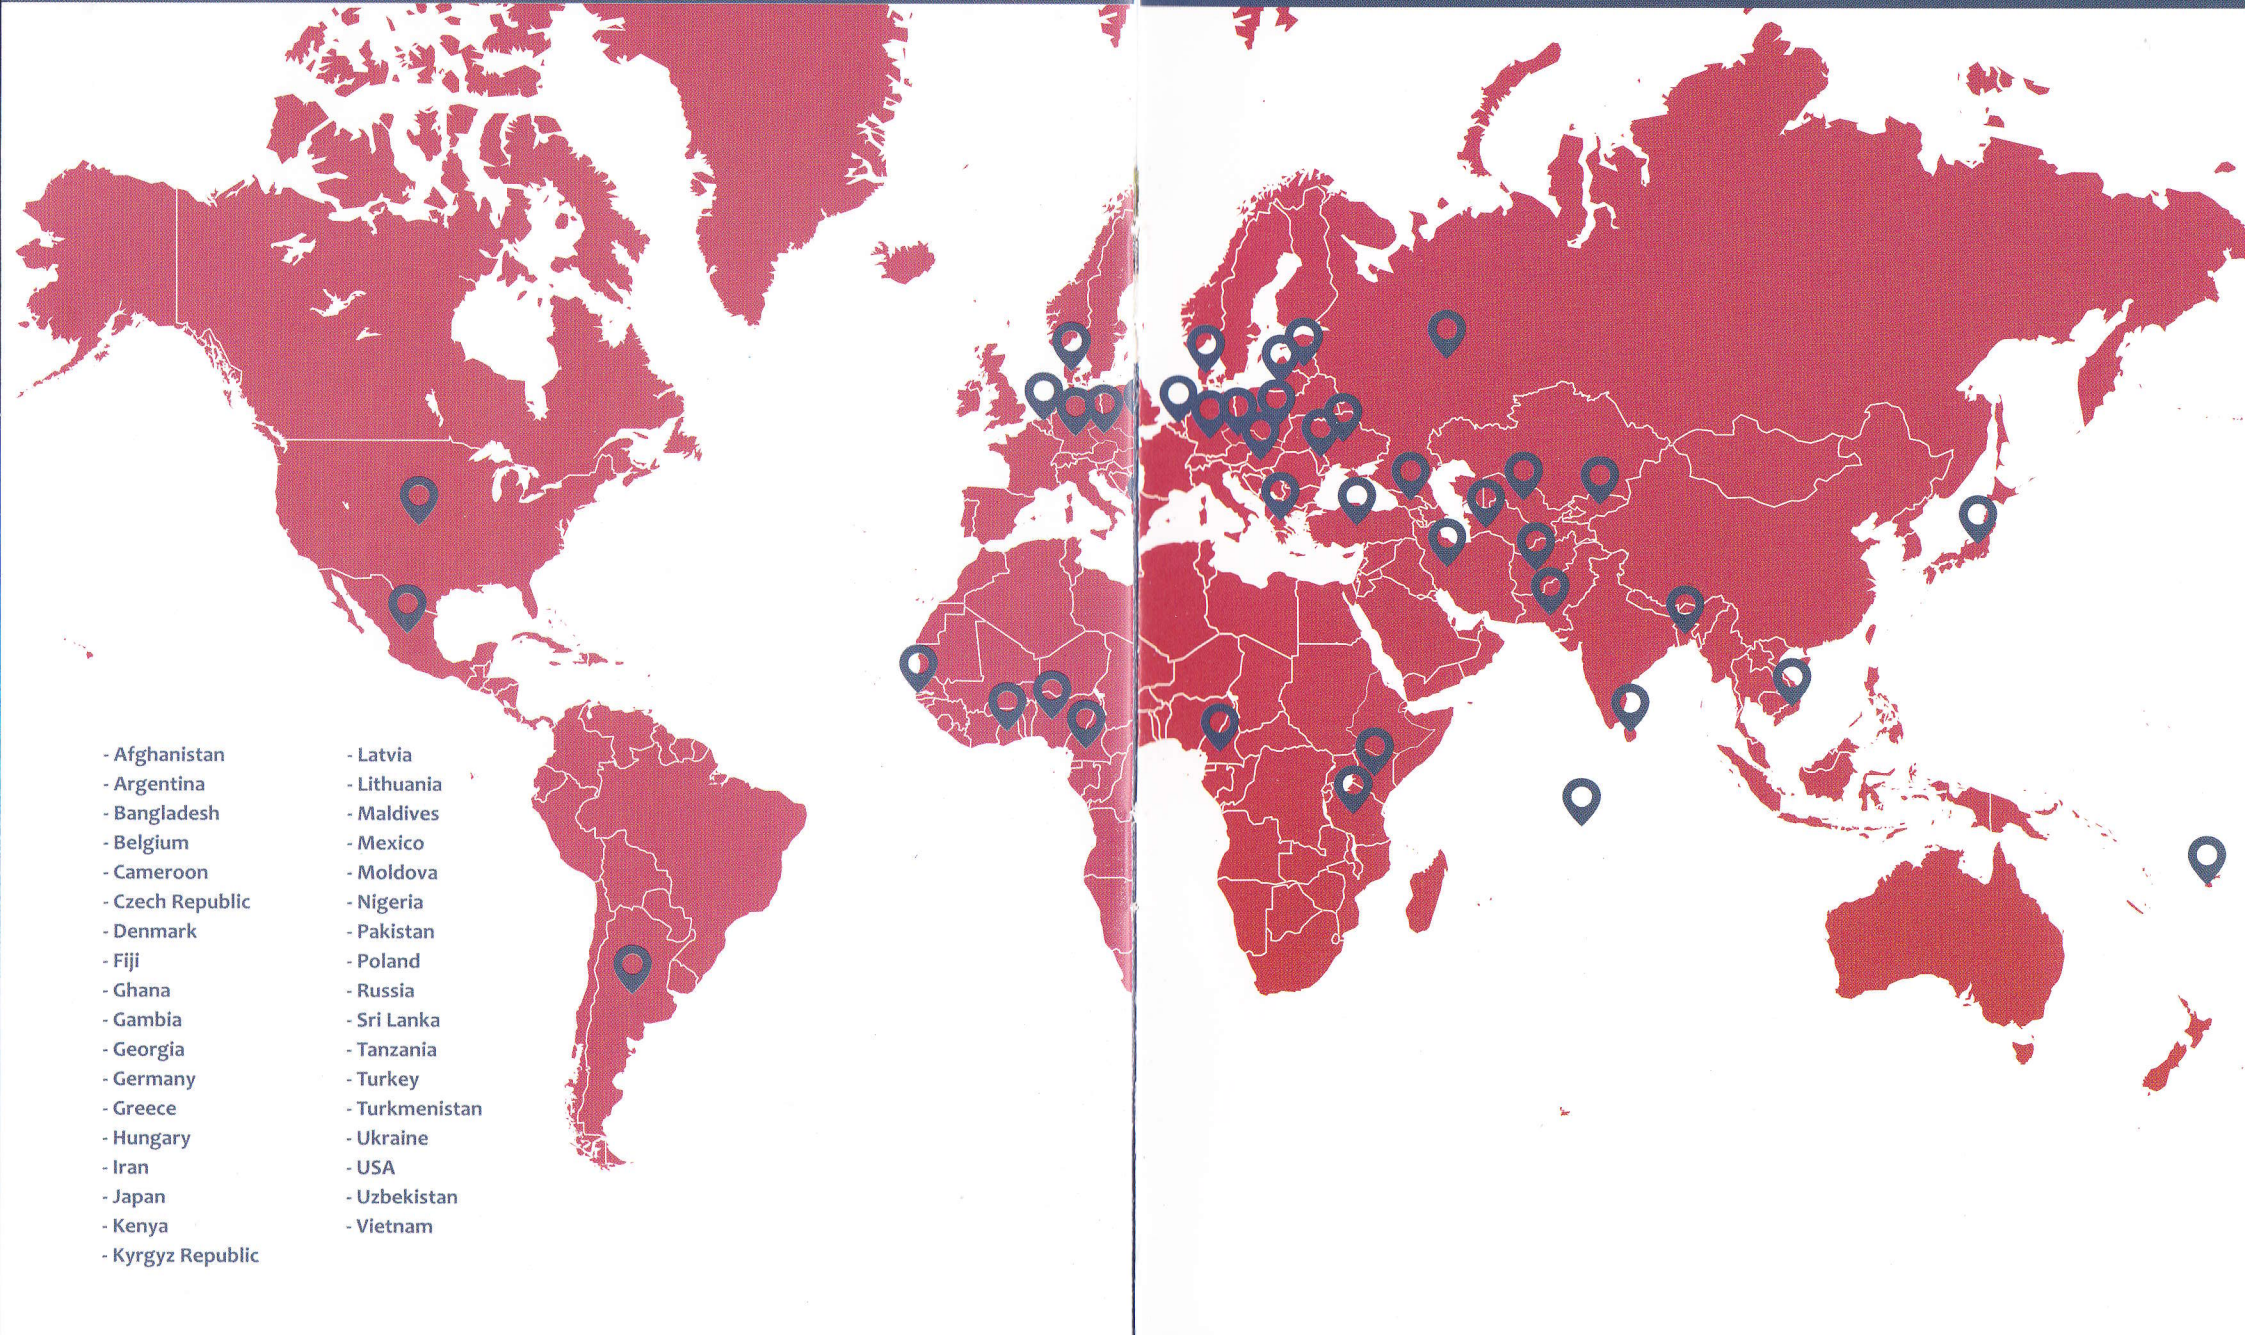 - Afghanistan
- Argentina
- Bangladesh
- Belgium
- Cameroon
- Czech Republic
- Denmark
- Fiji
- Ghana
- Gambia
- Georgia
- Germany
- Greece
- Hungary
- Iran
- Japan
- Kenya
- Kyrgyz Republic
- Latvia
- Lithuania
- Maldives
- Mexico
- Moldova
- Nigeria
- Pakistan
- Poland
- Russia
- Sri Lanka
- Tanzania
- Turkey
- Turkmenistan
- Ukraine
- USA
- Uzbekistan
- Vietnam